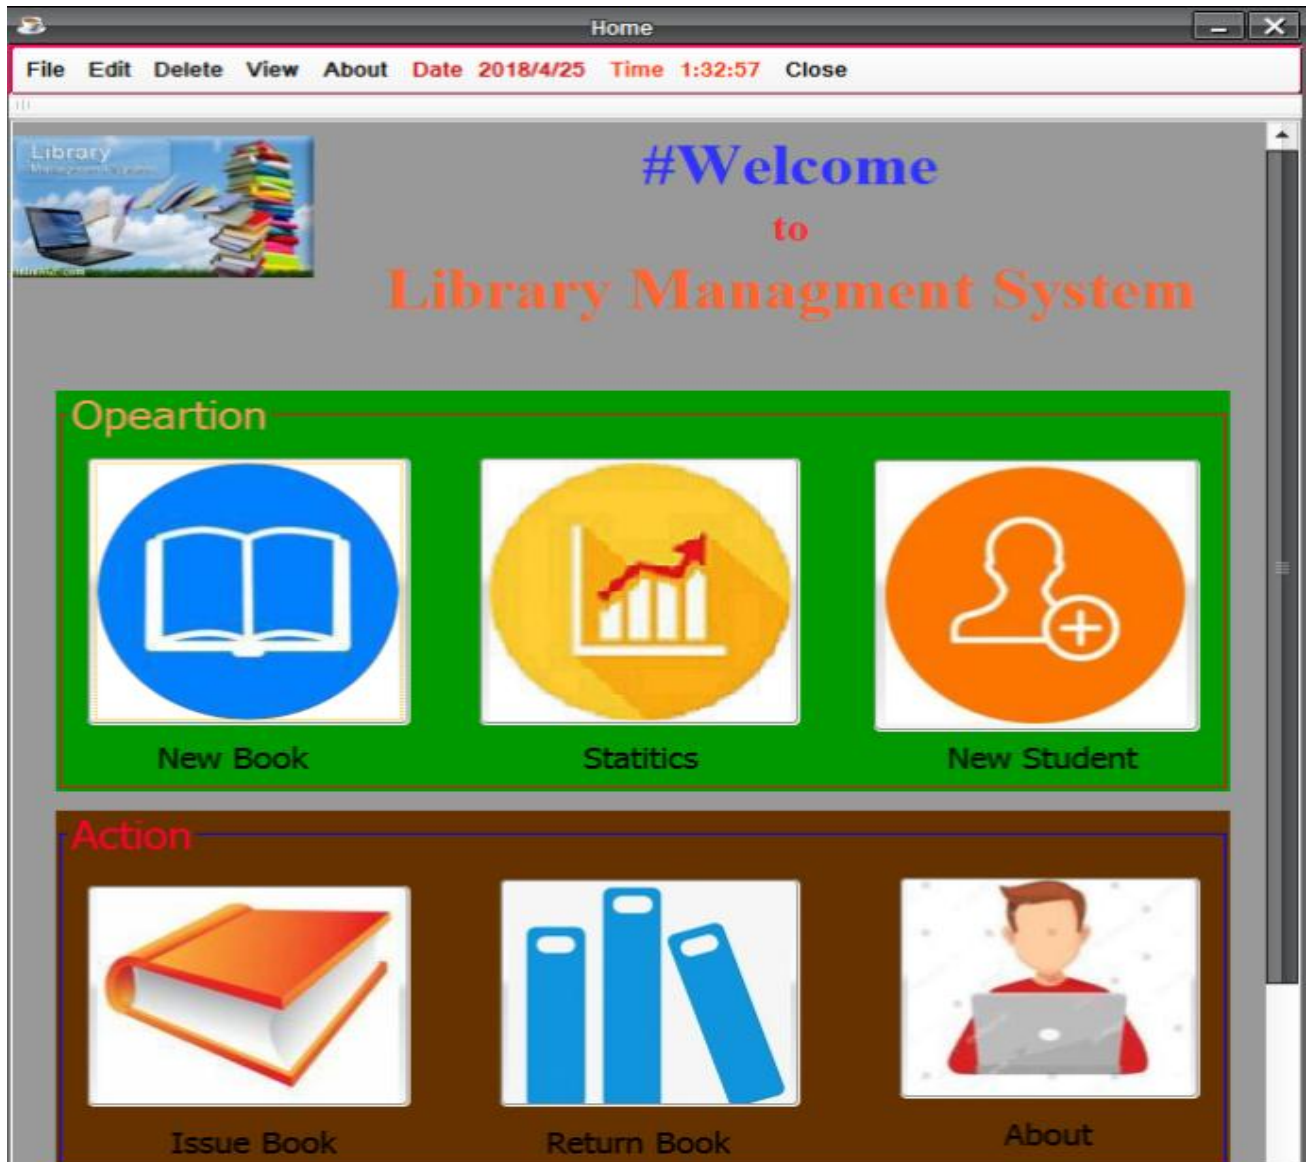 Home
File Edit Delete View About Date 2018/4/25 Time 1:32:57 Close
Library
#Welcome
to
Library Managment System
Opeartion
New Book Statitics New Student
Action
Issue Book Return Book About